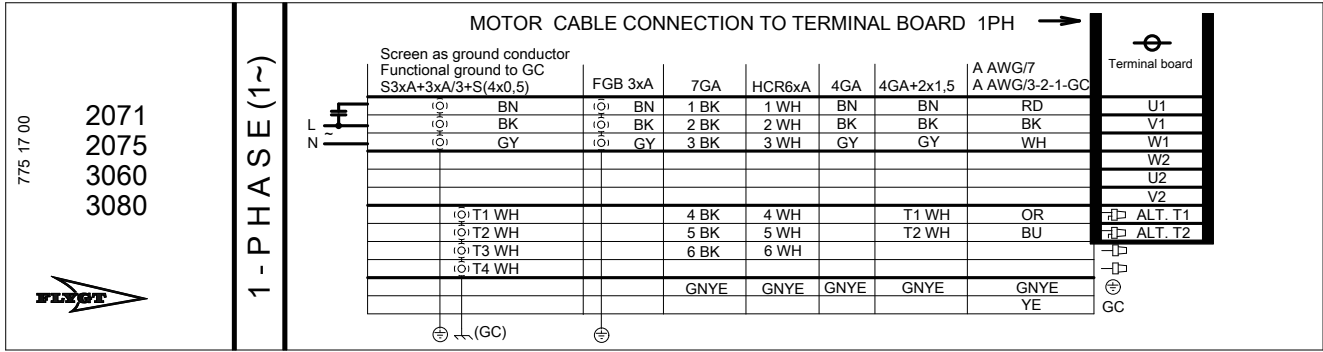 MOTOR CABLE CONNECTION TO TERMINAL BOARD 1PH
775 17 00
2071
2075
3060
3080
FLYGT
1 - PHASE (1~)
Screen as ground conductor
Functional ground to GC
S3xA+3xA/3+S(4x0,5) FGB 3xA 7GA HCR6xA 4GA 4GA+2x1,5 A AWG/7
A AWG/3-2-1-GC
Terminal board
BN BN 1 BK 1 WH BN BN RD U1
L ~ BK BK 2 BK 2 WH BK BK BK V1
N GY GY 3 BK 3 WH GY GY WH W1
W2
U2
V2
T1 WH 4 BK 4 WH T1 WH OR ALT. T1
T2 WH 5 BK 5 WH T2 WH BU ALT. T2
T3 WH 6 BK 6 WH
T4 WH
GNYE GNYE GNYE GNYE GNYE
YE GC
(GC)